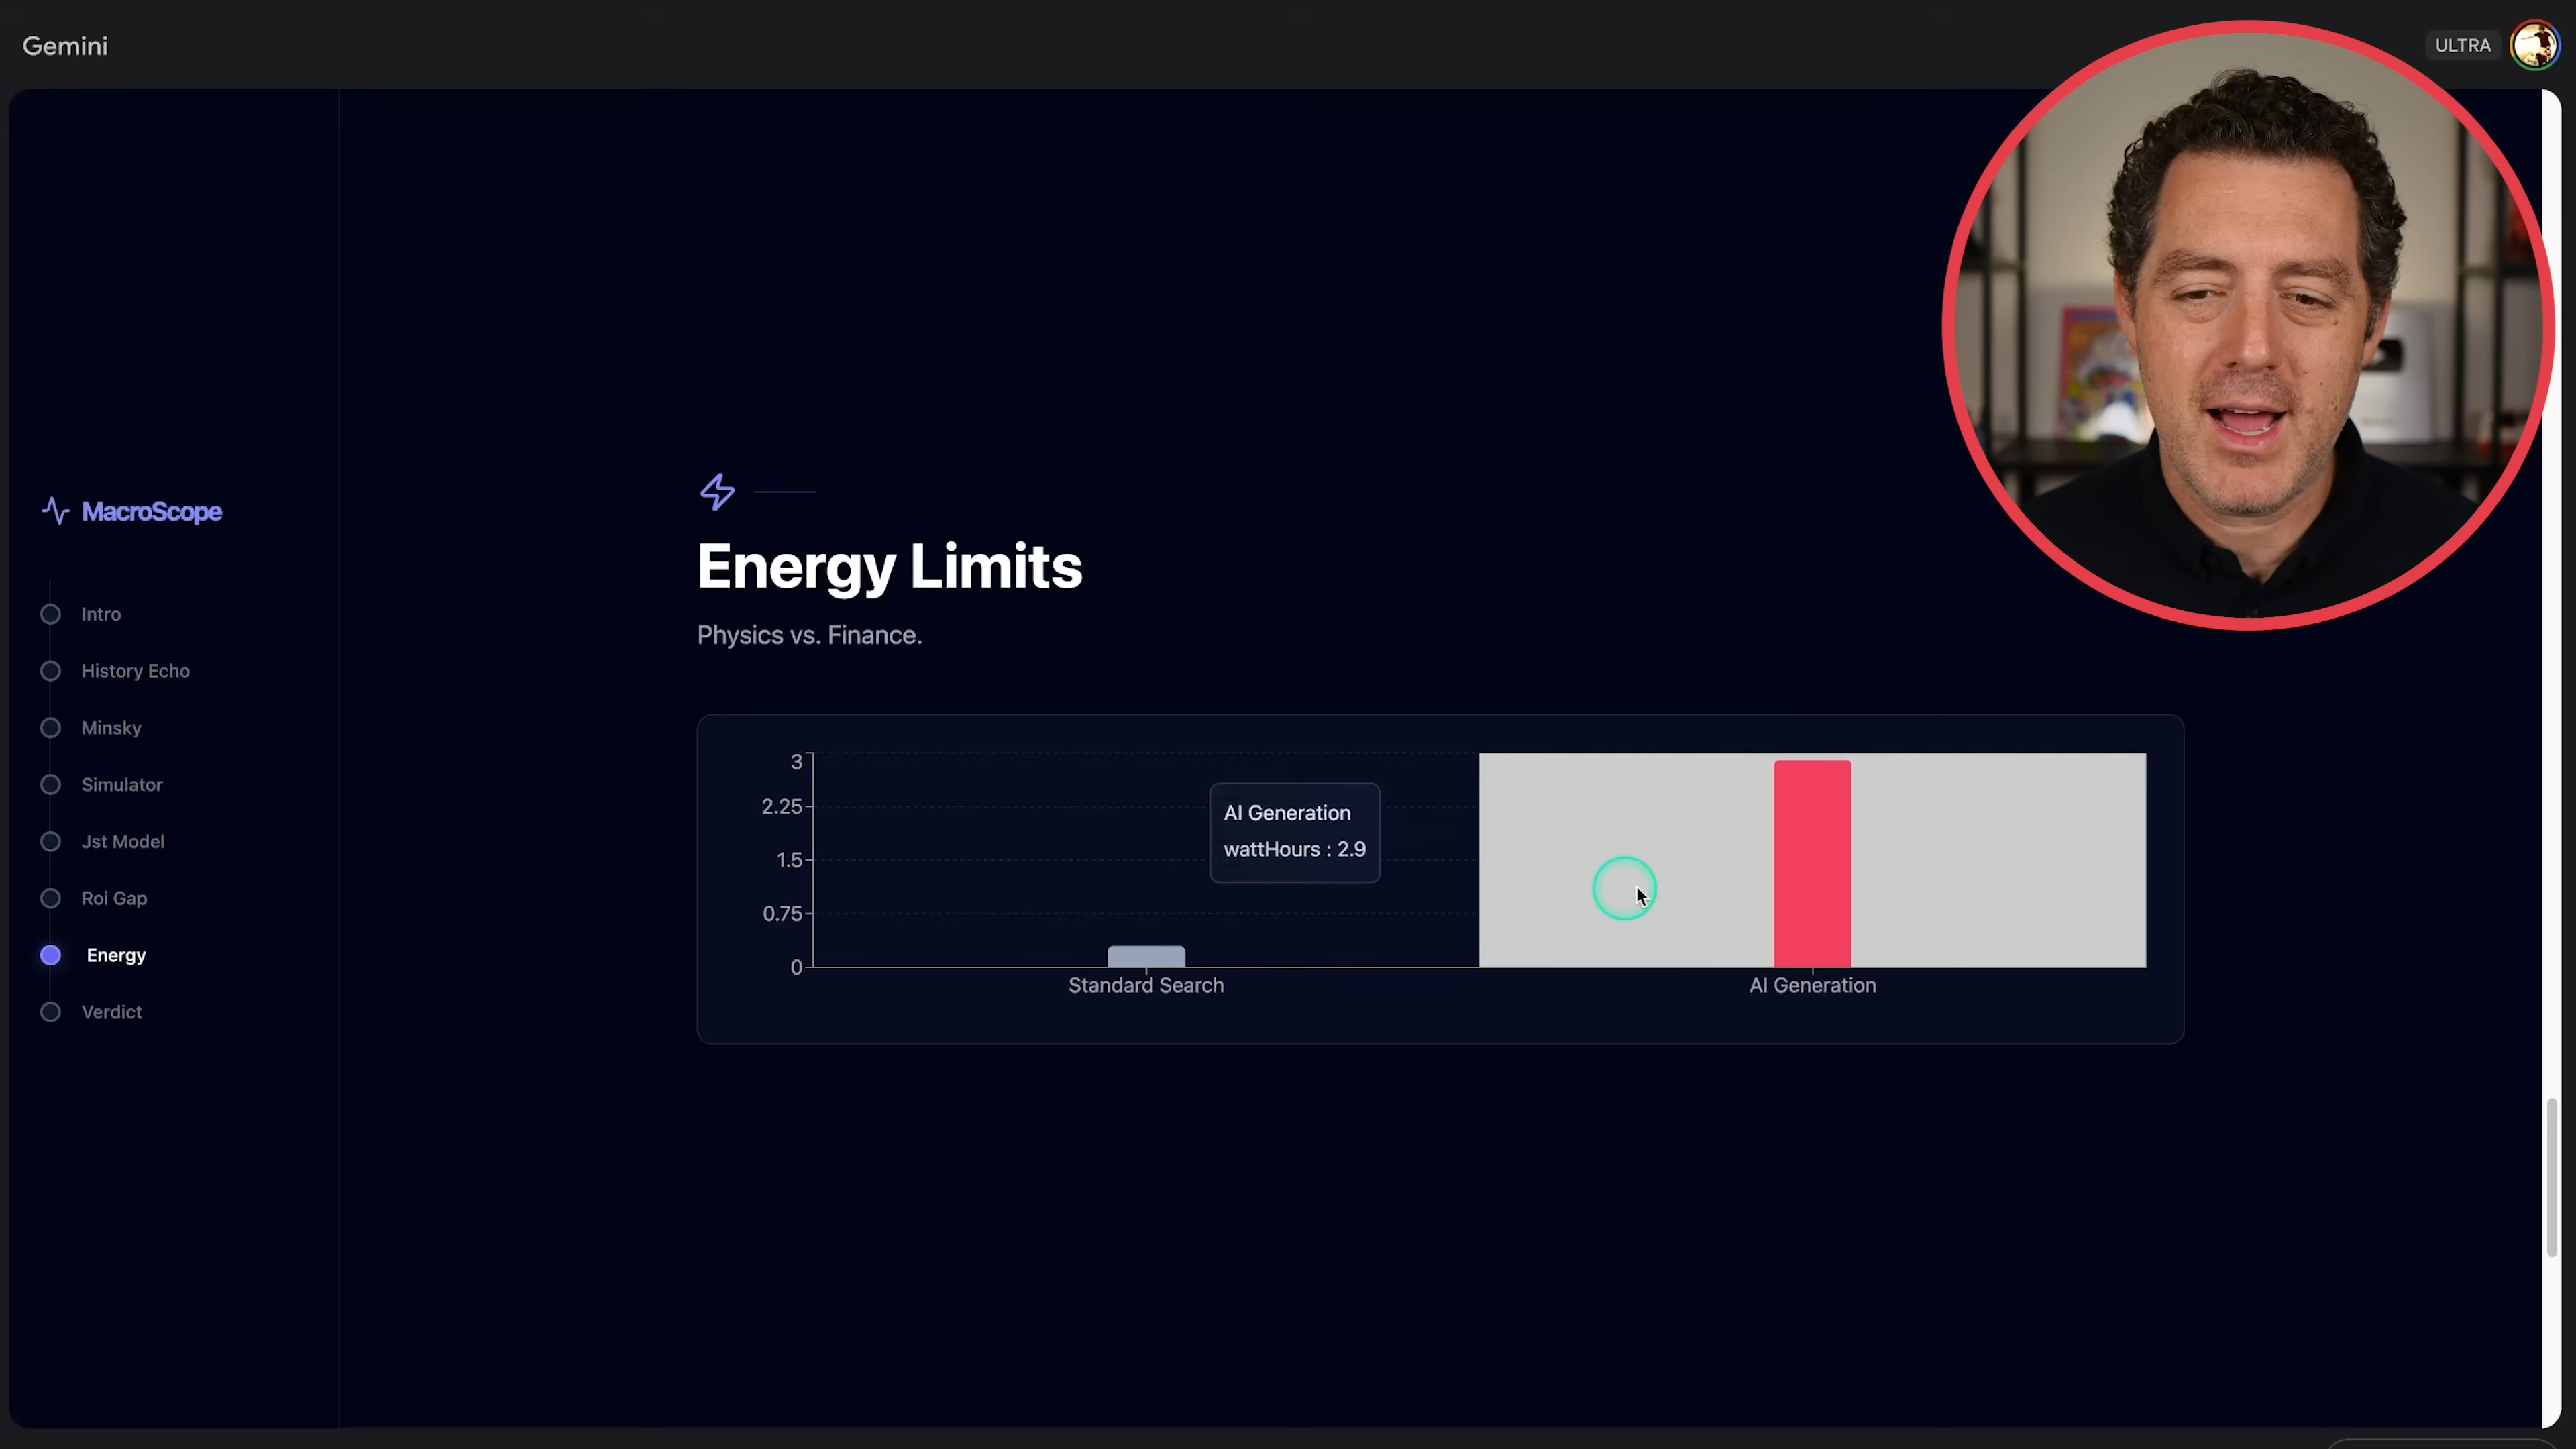 Gemini
ULTRA
MacroScope
Intro
History Echo
Minsky
Simulator
Jst Model
Roi Gap
Energy
Verdict
Energy Limits
Physics vs. Finance.
3
2.25
1.5
0.75
0
AI Generation
wattHours : 2.9
Standard Search
AI Generation